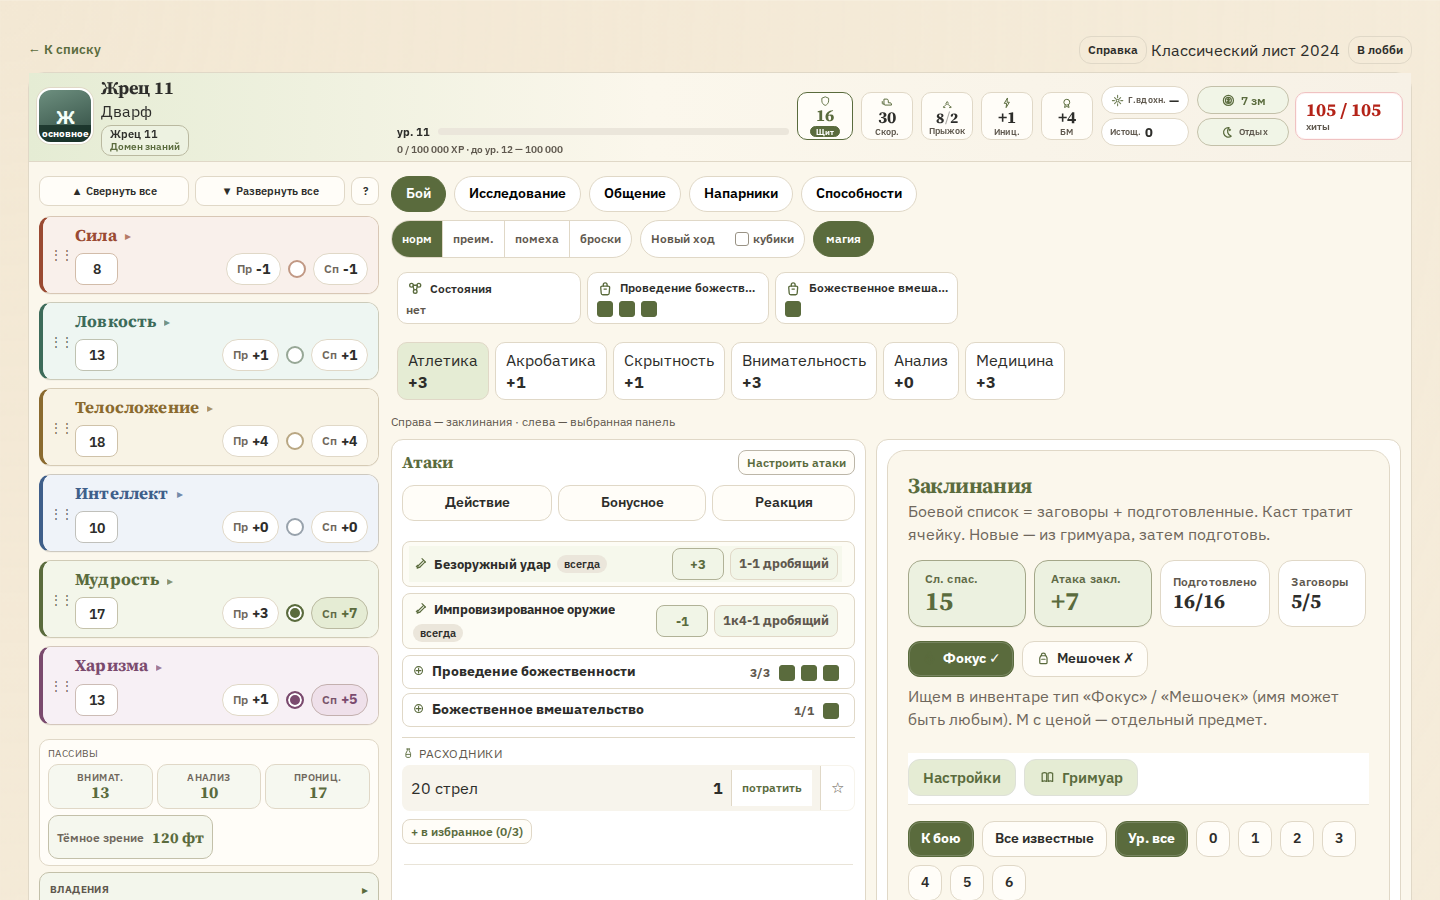 ← К списку
Справка Классический лист 2024 В лобби
Ж
основное
Жрец 11
Дварф
Жрец 11
Домен знаний
ур. 11
0 / 100 000 XP · до ур. 12 — 100 000
16
Щит
30
Скор.
8/2
Прыжок
+1
Иниц.
+4
БМ
Г.вдохн. —
Истощ. 0
7 зм
Отдых
105 / 105
хиты
▲ Свернуть все
▼ Развернуть все
?
Сила ▸
8
Пр -1
Сп -1
Ловкость ▸
13
Пр +1
Сп +1
Телосложение ▸
18
Пр +4
Сп +4
Интеллект ▸
10
Пр +0
Сп +0
Мудрость ▸
17
Пр +3
Сп +7
Харизма ▸
13
Пр +1
Сп +5
ПАССИВЫ
ВНИМАТ.
13
АНАЛИЗ
10
ПРОНИЦ.
17
Тёмное зрение 120 фт
ВЛАДЕНИЯ ▸
Бой
Исследование
Общение
Напарники
Способности
норм
преим.
помеха
броски
Новый ход
кубики
магия
Состояния
нет
Проведение божеств...
Божественное вмеша...
Атлетика
+3
Акробатика
+1
Скрытность
+1
Внимательность
+3
Анализ
+0
Медицина
+3
Справа — заклинания · слева — выбранная панель
Атаки
Настроить атаки
Действие
Бонусное
Реакция
Безоружный удар всегда
+3
1-1 дробящий
Импровизированное оружие
всегда
-1
1к4-1 дробящий
Проведение божественности 3/3
Божественное вмешательство 1/1
РАСХОДНИКИ
20 стрел 1 потратить ☆
+ в избранное (0/3)
Заклинания
Боевой список = заговоры + подготовленные. Каст тратит
ячейку. Новые — из гримуара, затем подготовь.
Сл. спас.
15
Атака закл.
+7
Подготовлено
16/16
Заговоры
5/5
Фокус ✓
Мешочек ✗
Ищем в инвентаре тип «Фокус» / «Мешочек» (имя может
быть любым). М с ценой — отдельный предмет.
Настройки
Гримуар
К бою
Все известные
Ур. все
0
1
2
3
4
5
6